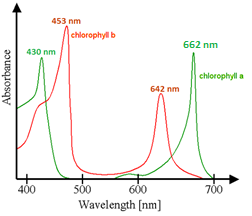 453 nm
chlorophyll b
430 nm
662 nm
chlorophyll a
642 nm
Absorbance
400 500 600 700
Wavelength [nm]